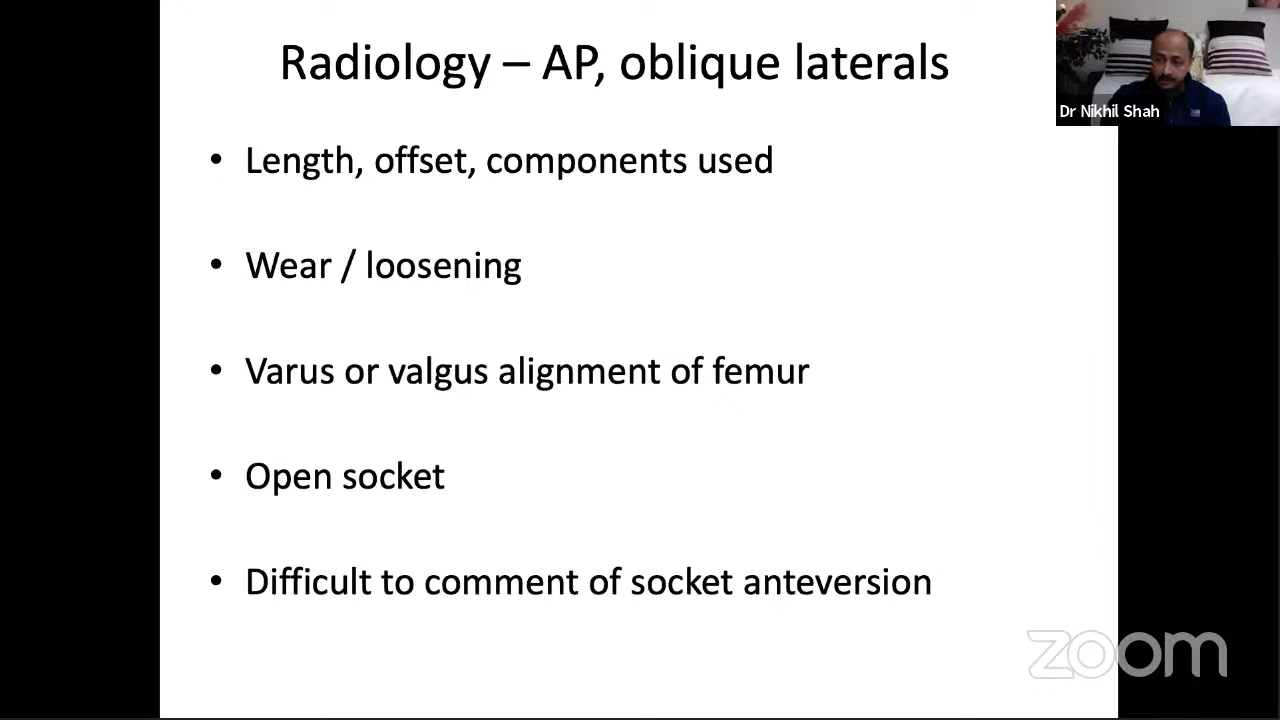 Radiology – AP, oblique laterals
Dr Nikhil Shah
• Length, offset, components used
• Wear / loosening
• Varus or valgus alignment of femur
• Open socket
• Difficult to comment of socket anteversion
zoom